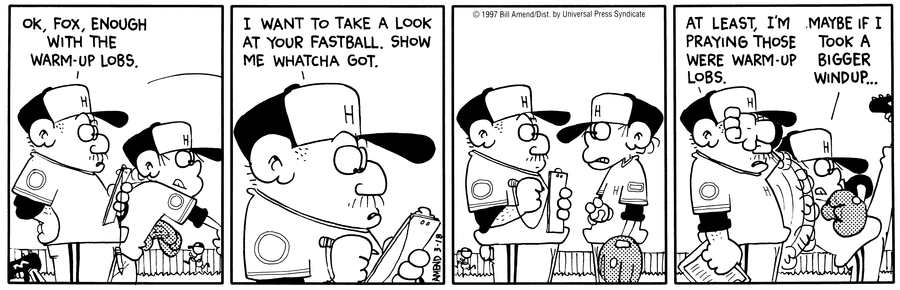 OK, FOX, ENOUGH
WITH THE
WARM-UP LOBS.
H
H
I WANT TO TAKE A LOOK
AT YOUR FASTBALL. SHOW
ME WHATCHA GOT.
H
AMEND 3-18
© 1997 Bill Amend/Dist. by Universal Press Syndicate
H
H
AT LEAST, I'M
PRAYING THOSE
WERE WARM-UP
LOBS.
MAYBE IF I
TOOK A
BIGGER
WINDUP...
H
H